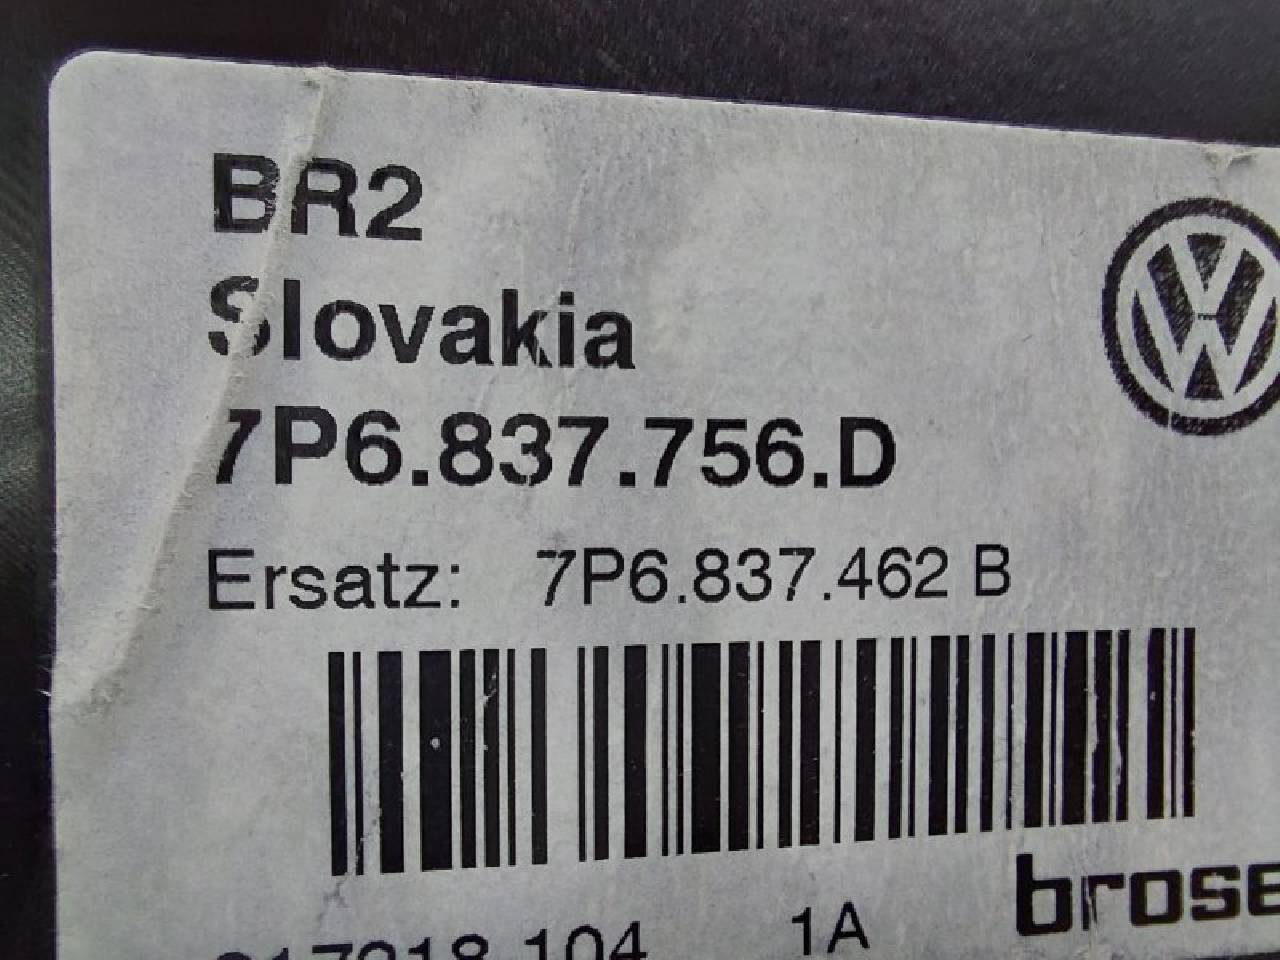 BR2
Slovakia
7P6.837.756.D
Ersatz: 7P6.837.462 B
brose
1A